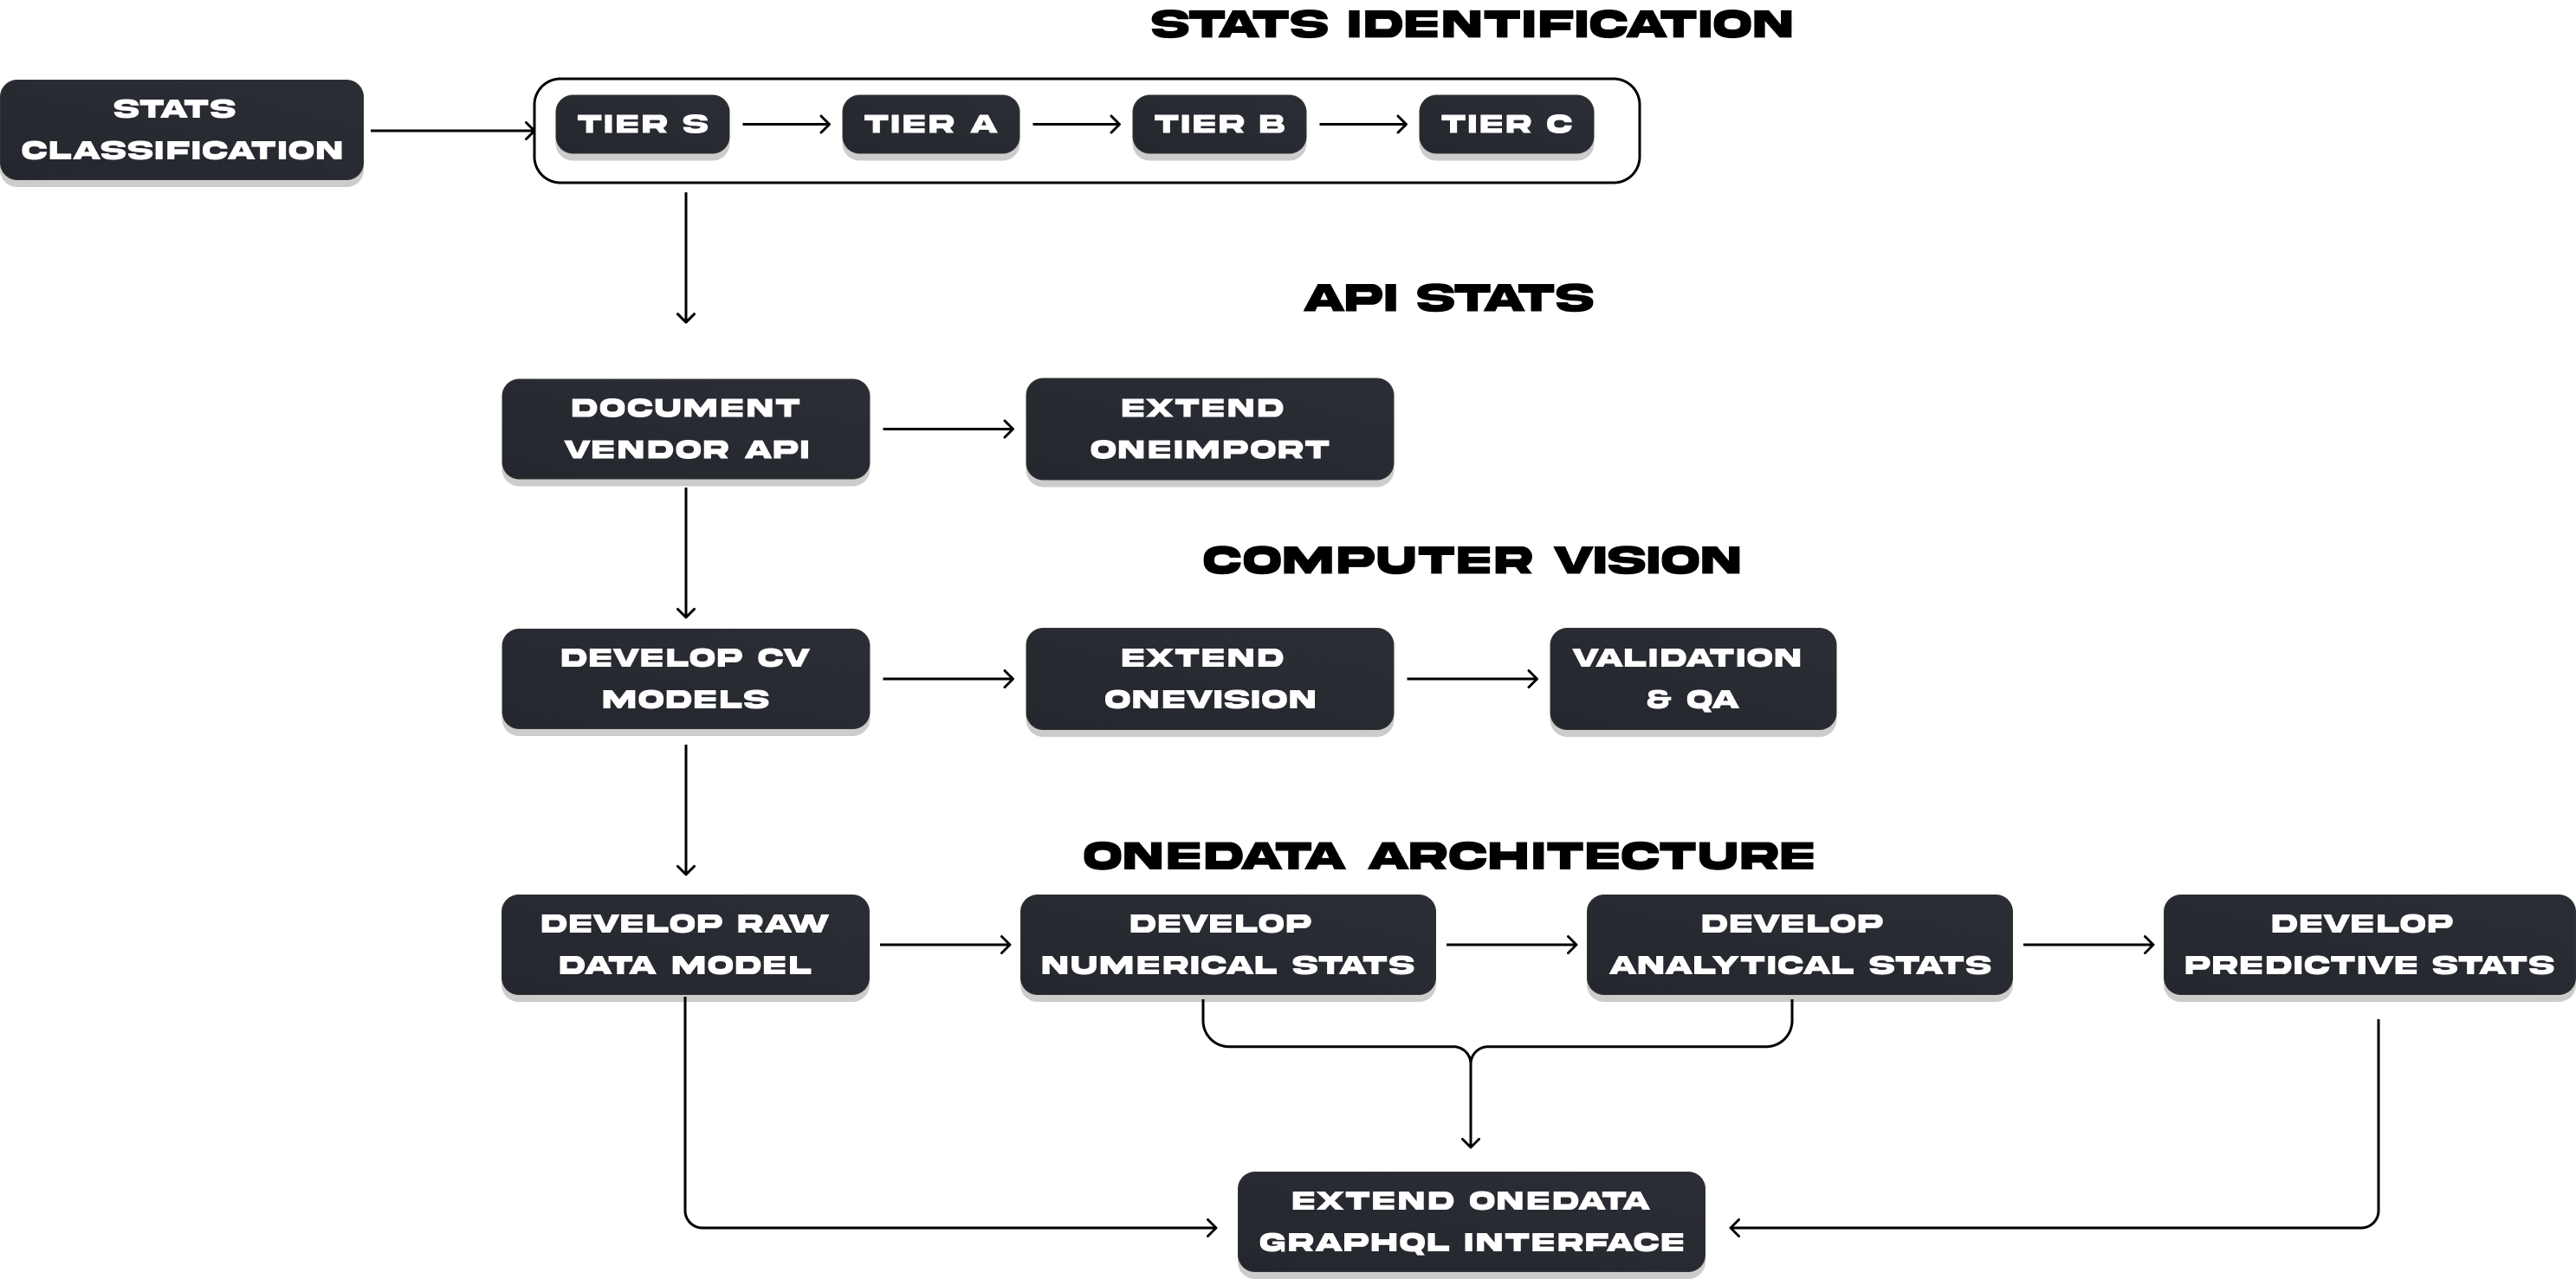 STATS IDENTIFICATION
STATS
CLASSIFICATION
TIER S
TIER A
TIER B
TIER C
API STATS
DOCUMENT
VENDOR API
EXTEND
ONEIMPORT
COMPUTER VISION
DEVELOP CV
MODELS
EXTEND
ONEVISION
VALIDATION
& QA
ONEDATA ARCHITECTURE
DEVELOP RAW
DATA MODEL
DEVELOP
NUMERICAL STATS
DEVELOP
ANALYTICAL STATS
DEVELOP
PREDICTIVE STATS
EXTEND ONEDATA
GRAPHQL INTERFACE